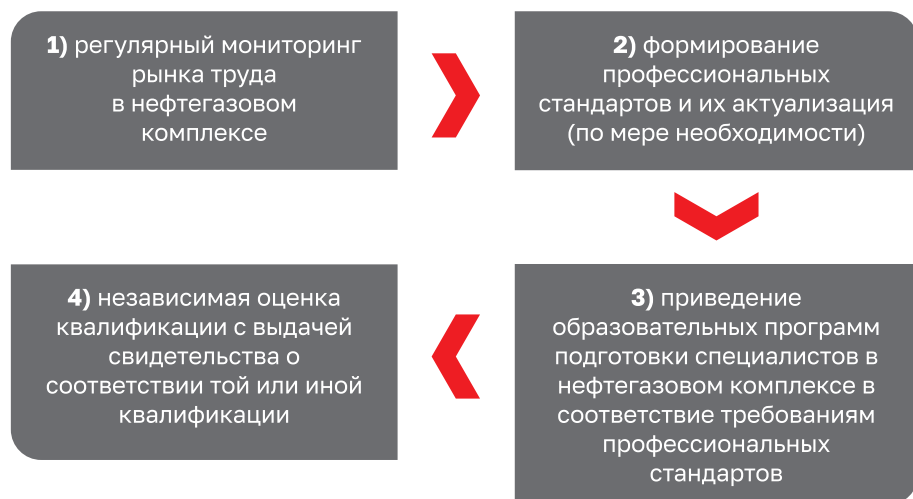 1) регулярный мониторинг
рынка труда
в нефтегазовом
комплексе
2) формирование
профессиональных
стандартов и их актуализация
(по мере необходимости)
3) приведение
образовательных программ
подготовки специалистов в
нефтегазовом комплексе в
соответствие требованиям
профессиональных
стандартов
4) независимая оценка
квалификации с выдачей
свидетельства о
соответствии той или иной
квалификации